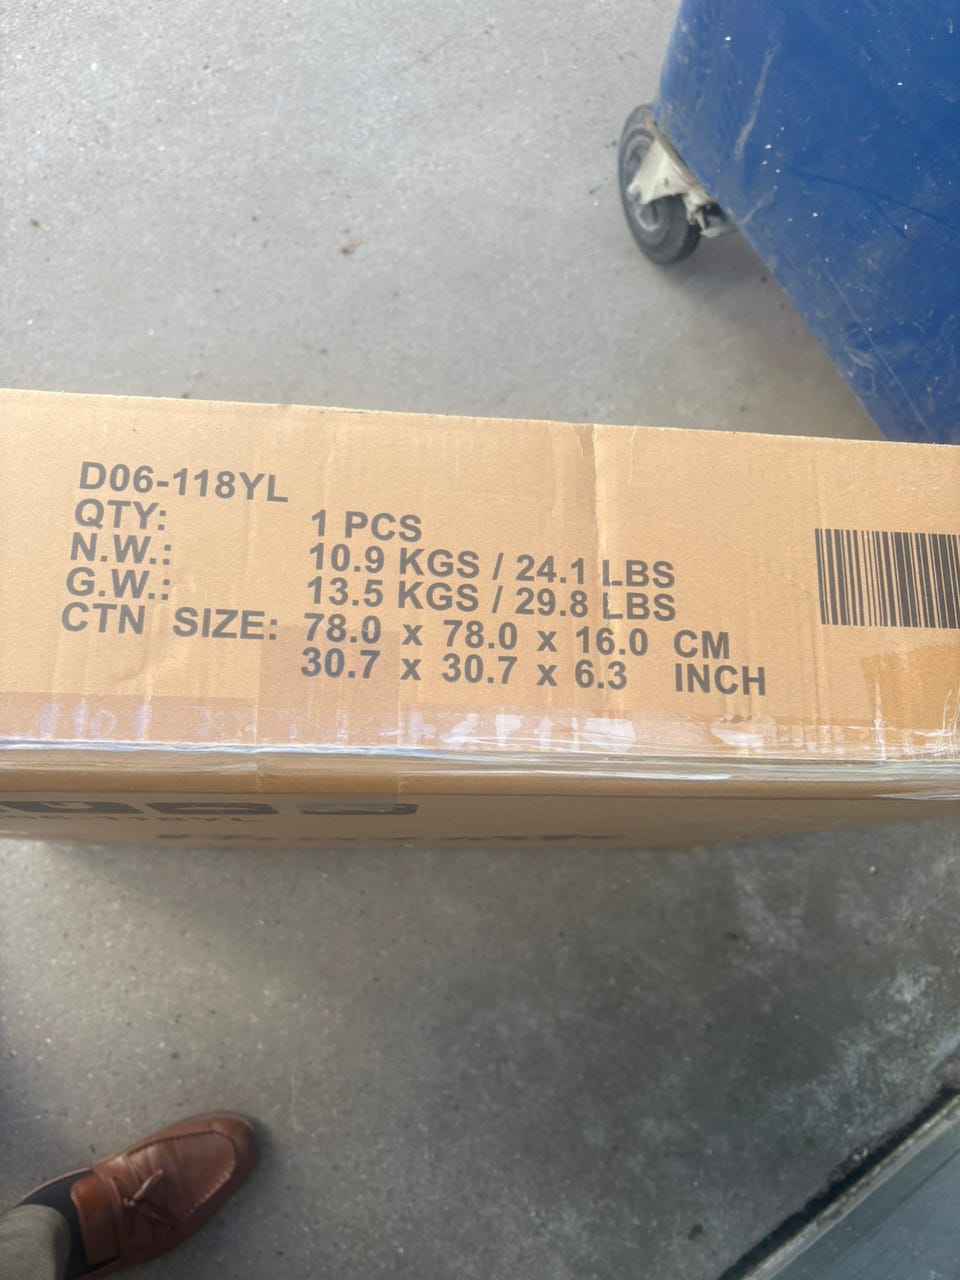 D06-118YL
QTY: 1 PCS
N.W.: 10.9 KGS / 24.1 LBS
G.W.: 13.5 KGS / 29.8 LBS
CTN SIZE: 78.0 x 78.0 x 16.0 CM
30.7 x 30.7 x 6.3 INCH